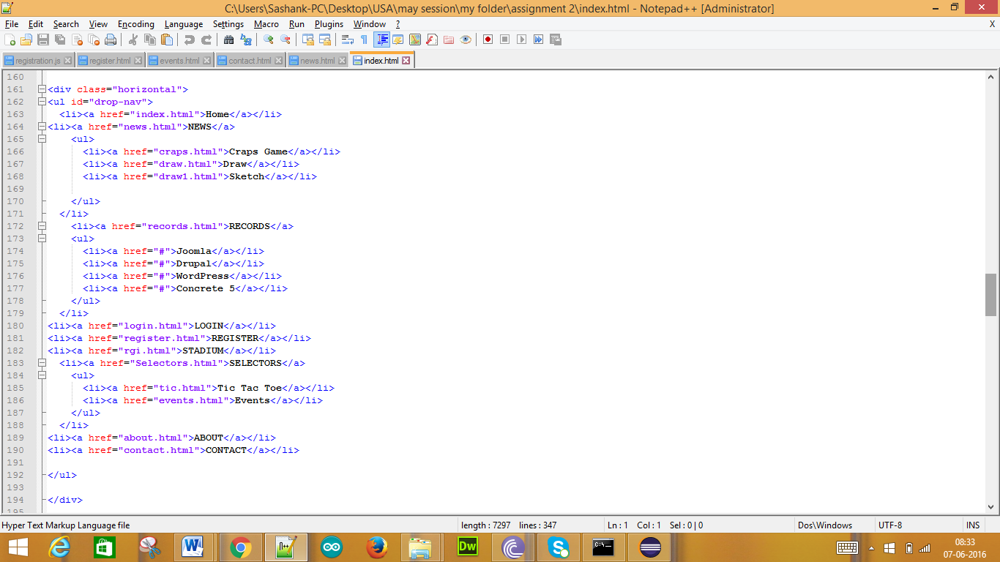 C:\Users\Sashank-PC\Desktop\USA\may session\my folder\assignment 2\index.html - Notepad++ [Administrator]
File Edit Search View Encoding Language Settings Macro Run Plugins Window ? X
registration.js register.html events.html contact.html news.html index.html
160
161 <div class="horizontal">
162 <ul id="drop-nav">
163 <li><a href="index.html">Home</a></li>
164 <li><a href="news.html">NEWS</a>
165 <ul>
166 <li><a href="craps.html">Craps Game</a></li>
167 <li><a href="draw.html">Draw</a></li>
168 <li><a href="draw1.html">Sketch</a></li>
169
170 </ul>
171 </li>
172 <li><a href="records.html">RECORDS</a>
173 <ul>
174 <li><a href="#">Joomla</a></li>
175 <li><a href="#">Drupal</a></li>
176 <li><a href="#">WordPress</a></li>
177 <li><a href="#">Concrete 5</a></li>
178 </ul>
179 </li>
180 <li><a href="login.html">LOGIN</a></li>
181 <li><a href="register.html">REGISTER</a></li>
182 <li><a href="rgi.html">STADIUM</a></li>
183 <li><a href="Selectors.html">SELECTORS</a>
184 <ul>
185 <li><a href="tic.html">Tic Tac Toe</a></li>
186 <li><a href="events.html">Events</a></li>
187 </ul>
188 </li>
189 <li><a href="about.html">ABOUT</a></li>
190 <li><a href="contact.html">CONTACT</a></li>
191
192 </ul>
193
194 </div>
195
Hyper Text Markup Language file length : 7297 lines : 347 Ln : 1 Col : 1 Sel : 0 | 0 Dos\Windows UTF-8 INS
Dw
C:\_
08:33
07-06-2016